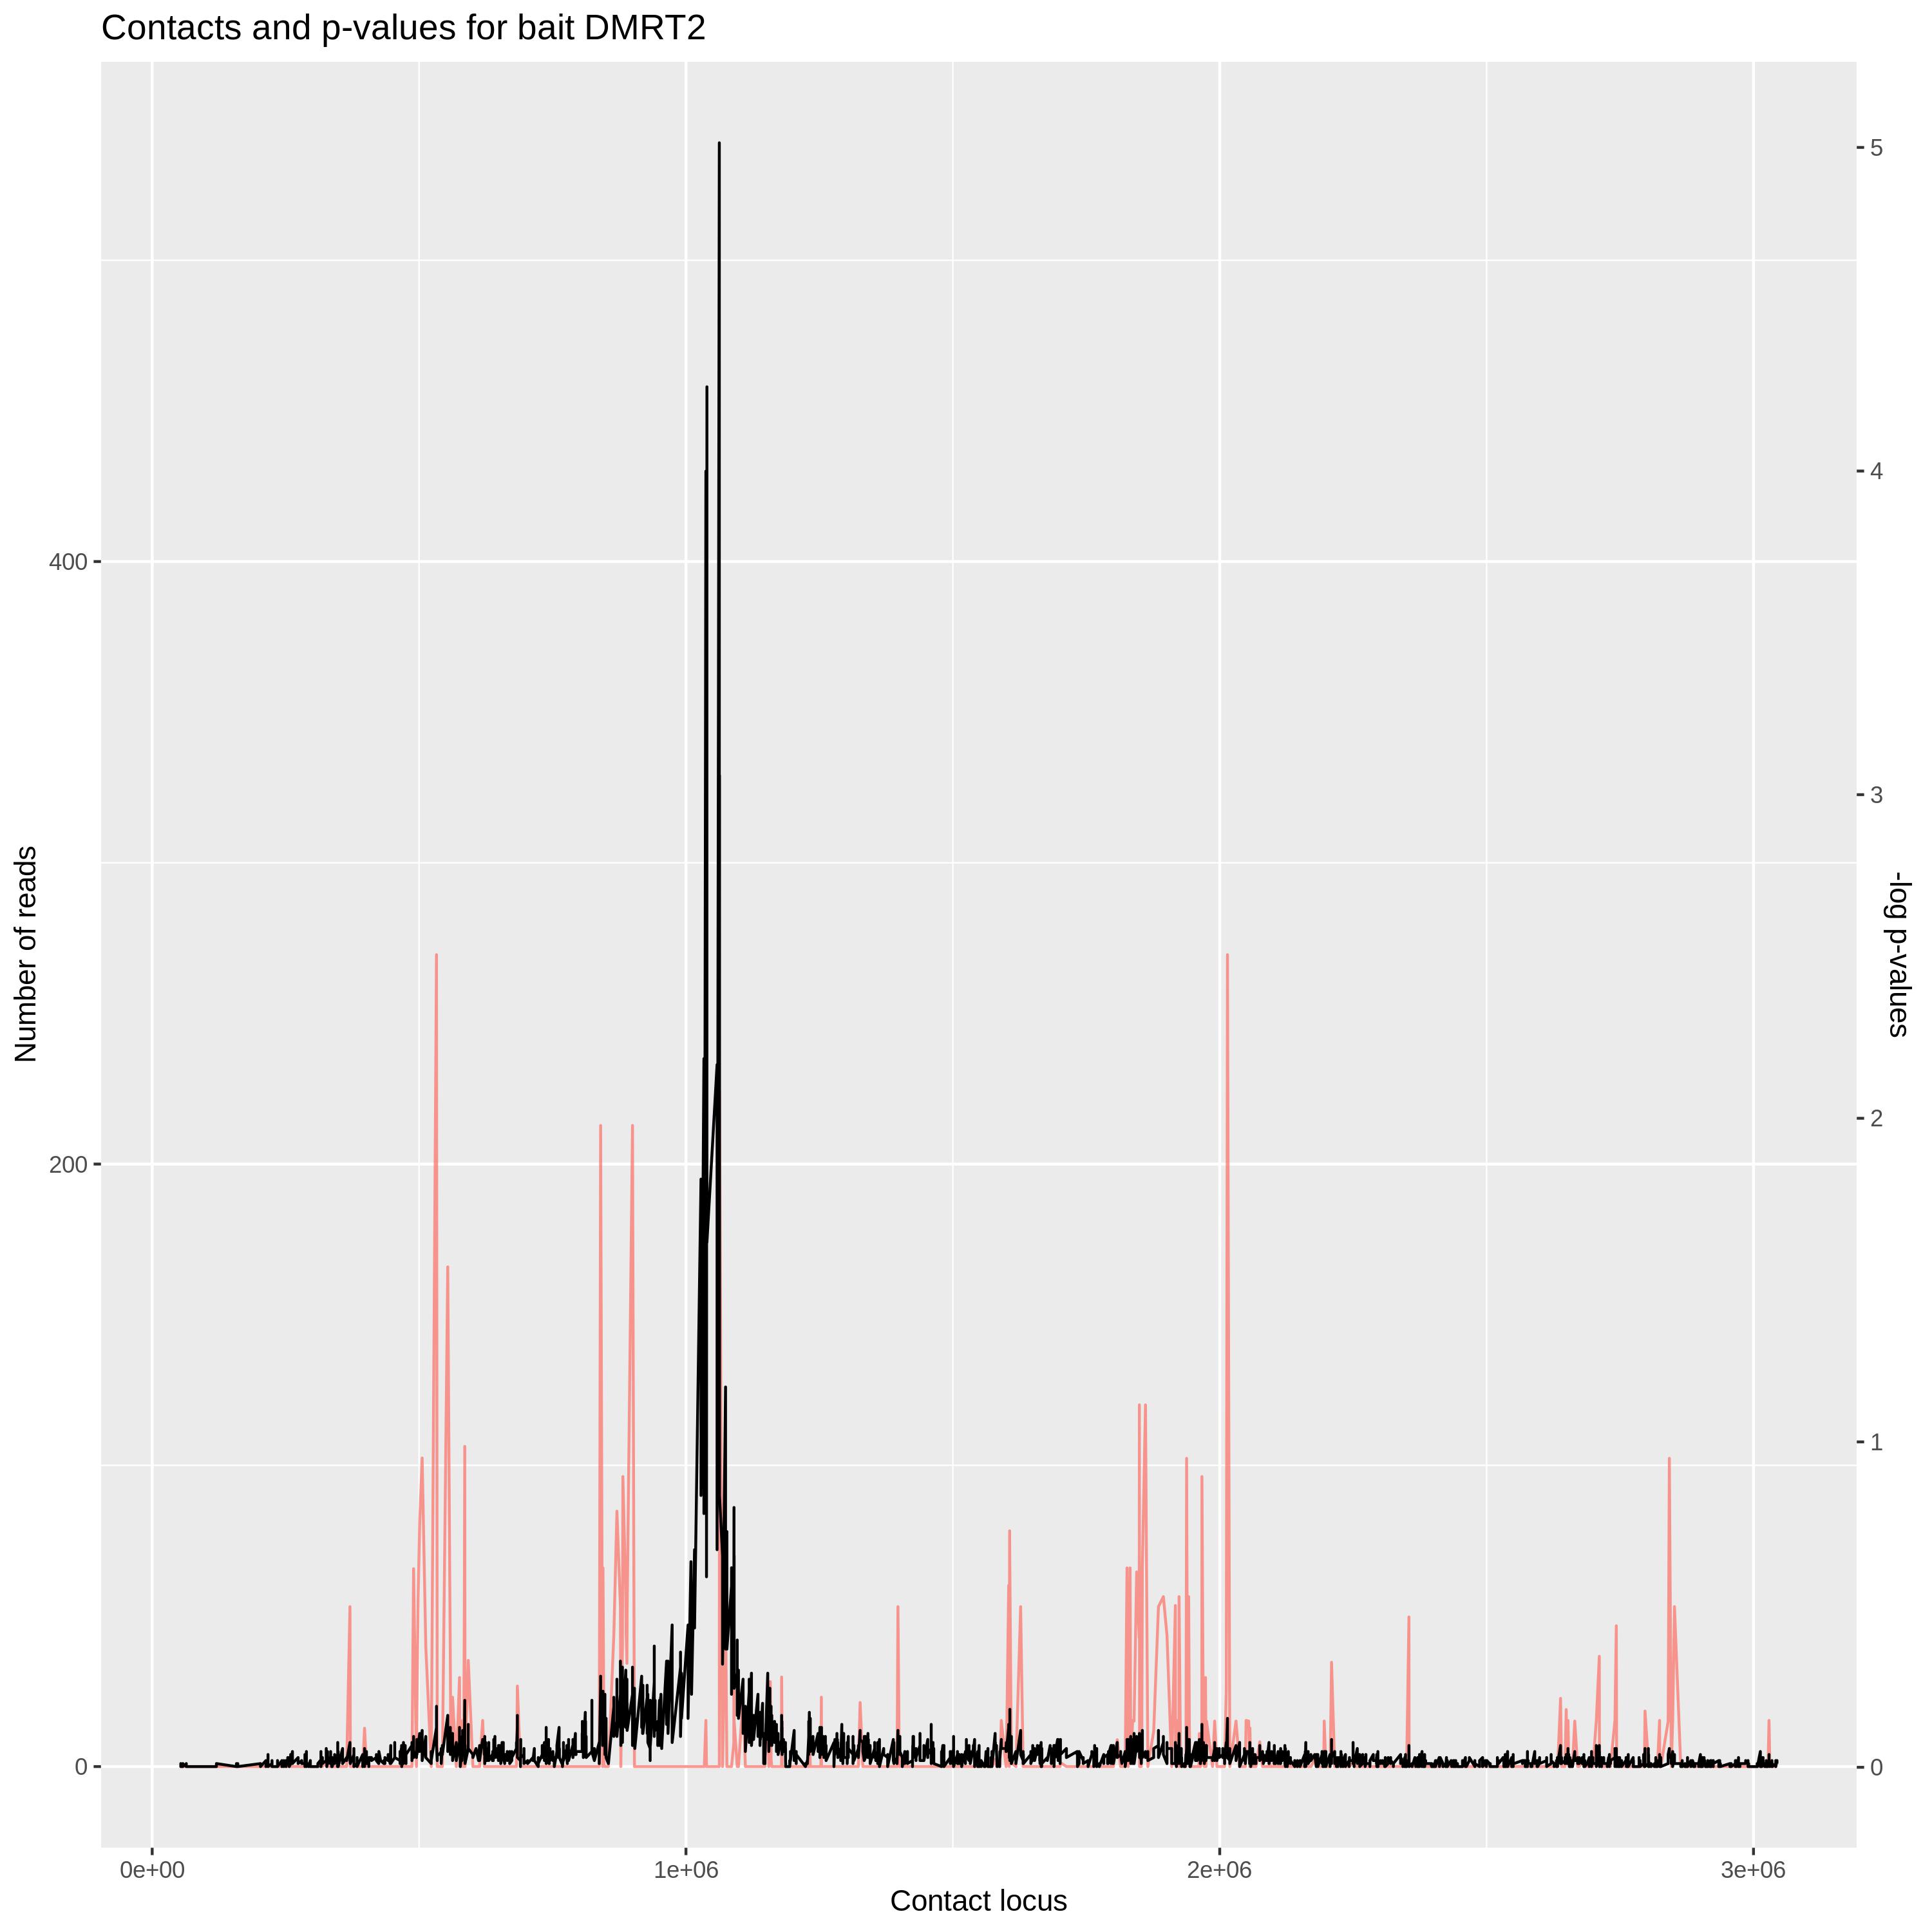 Contacts and p-values for bait DMRT2
Number of reads
400
200
0
5
4
3
2
1
0
-log p-values
0e+00 1e+06 2e+06 3e+06
Contact locus